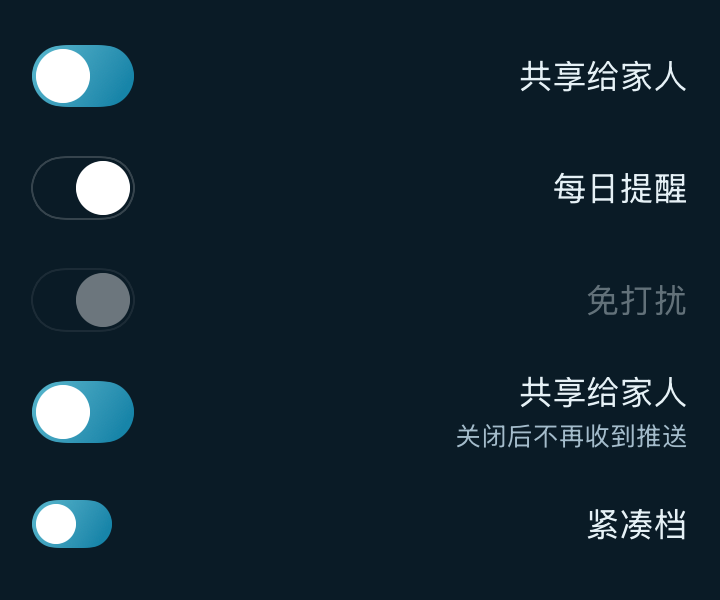 共享给家人
每日提醒
免打扰
共享给家人
关闭后不再收到推送
紧凑档